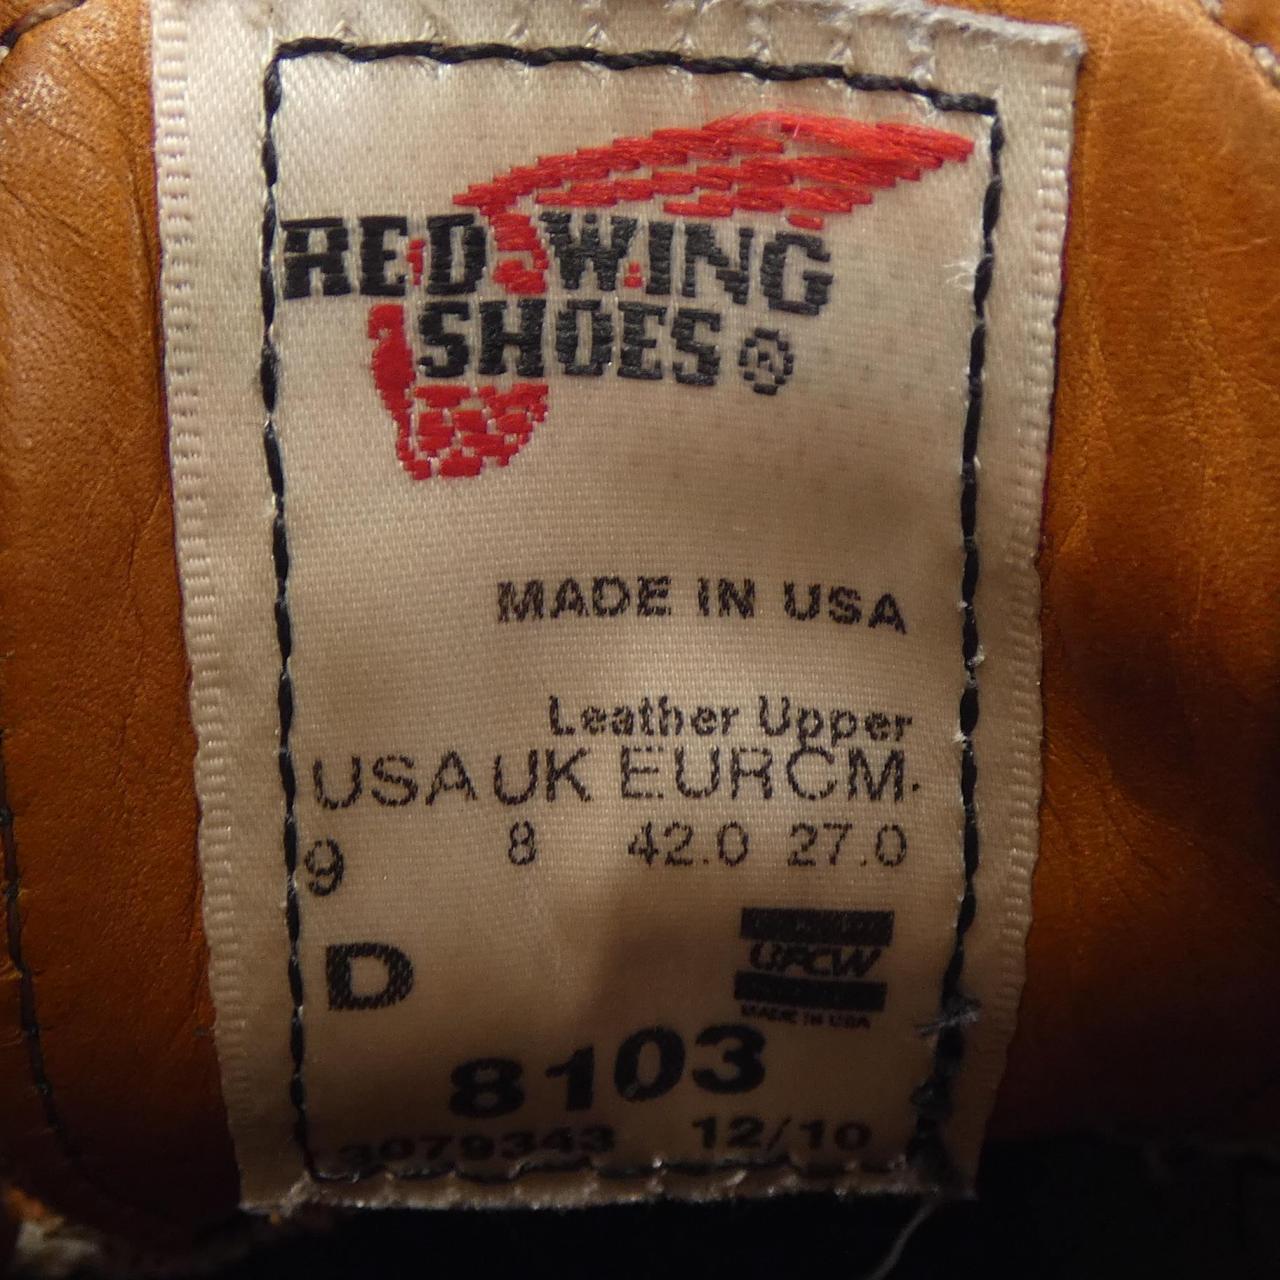 RED WING
SHOES ®
MADE IN USA
Leather Upper
USA UK EUR CM.
9 8 42.0 27.0
D
UFCW
MADE IN USA
8103
3079343 12/10